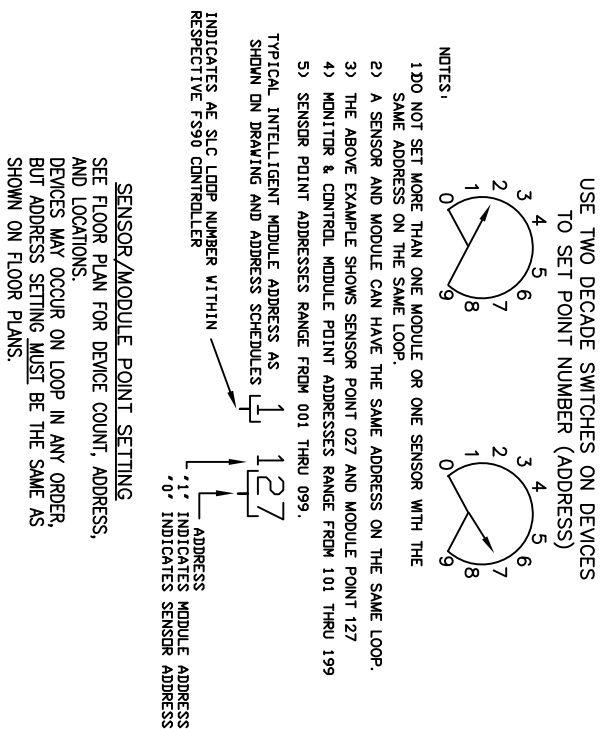 USE TWO DECADE SWITCHES ON DEVICES
TO SET POINT NUMBER (ADDRESS)
0 1 2 3 4 5 6 7 8 9
0 1 2 3 4 5 6 7 8 9
NOTES:
1)DO NOT SET MORE THAN ONE MODULE OR ONE SENSOR WITH THE
SAME ADDRESS ON THE SAME LOOP.
2) A SENSOR AND MODULE CAN HAVE THE SAME ADDRESS ON THE SAME LOOP.
3) THE ABOVE EXAMPLE SHOWS SENSOR POINT 027 AND MODULE POINT 127
4) MONITOR & CONTROL MODULE POINT ADDRESSES RANGE FROM 101 THRU 199
5) SENSOR POINT ADDRESSES RANGE FROM 001 THRU 099.
TYPICAL INTELLIGENT MODULE ADDRESS AS
SHOWN ON DRAWING AND ADDRESS SCHEDULES
1 127
INDICATES AE SLC LOOP NUMBER WITHIN
RESPECTIVE FS90 CONTROLLER
ADDRESS
"1" INDICATES MODULE ADDRESS
"0" INDICATES SENSOR ADDRESS
SENSOR/MODULE POINT SETTING
SEE FLOOR PLAN FOR DEVICE COUNT, ADDRESS,
AND LOCATIONS.
DEVICES MAY OCCUR ON LOOP IN ANY ORDER,
BUT ADDRESS SETTING MUST BE THE SAME AS
SHOWN ON FLOOR PLANS.